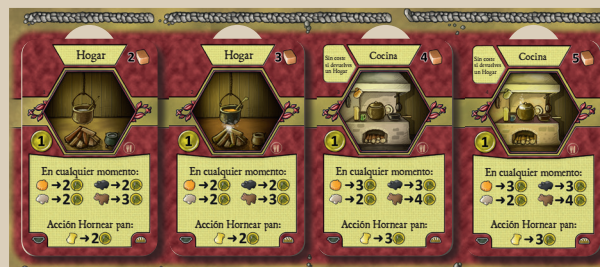 Hogar 2
1
En cualquier momento:
→2 →2
→2 →3
Acción Hornear pan:
→2
Hogar 3
1
En cualquier momento:
→2 →2
→2 →3
Acción Hornear pan:
→2
Sin coste
si devuelves
un Hogar
Cocina 4
1
En cualquier momento:
→3 →3
→2 →4
Acción Hornear pan:
→3
Sin coste
si devuelves
un Hogar
Cocina 5
1
En cualquier momento:
→3 →3
→2 →4
Acción Hornear pan:
→3